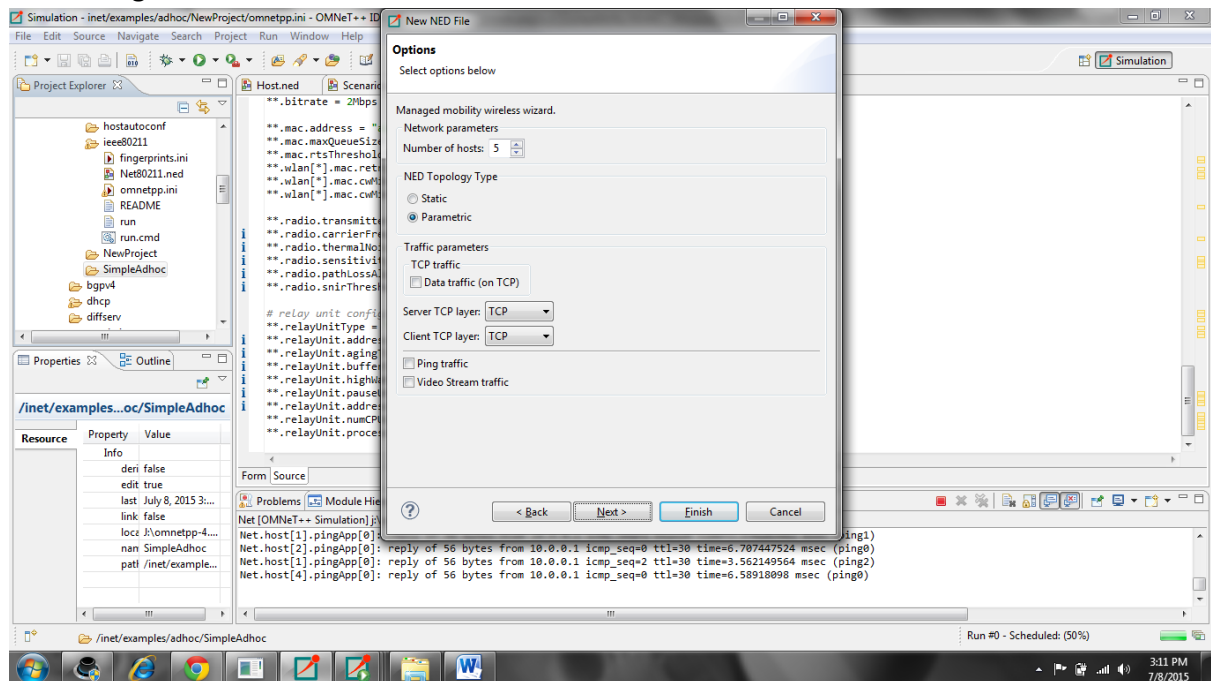 Simulation - inet/examples/adhoc/NewProject/omnetpp.ini - OMNeT++ ID
File Edit Source Navigate Search Project Run Window Help
Simulation
Project Explorer
hostautoconf
ieee80211
fingerprints.ini
Net80211.ned
omnetpp.ini
README
run
run.cmd
NewProject
SimpleAdhoc
bgpv4
dhcp
diffserv
Properties Outline
/inet/examples...oc/SimpleAdhoc
Resource
Property Value
Info
deri false
edit true
last July 8, 2015 3:...
link false
loca J:\omnetpp-4....
nan SimpleAdhoc
patl /inet/example...
Host.ned Scenaric
**.bitrate = 2Mbps
**.mac.address = "a
**.mac.maxQueueSize
**.mac.rtsThreshold
**.wlan[*].mac.retr
**.wlan[*].mac.cwMi
**.wlan[*].mac.cwMi
**.radio.transmitte
**.radio.carrierFre
**.radio.thermalNoi
**.radio.sensitivit
**.radio.pathLossA
**.radio.snirThresh
# relay unit config
**.relayUnitType =
**.relayUnit.addres
**.relayUnit.aging
**.relayUnit.buffer
**.relayUnit.highWa
**.relayUnit.pauseU
**.relayUnit.addres
**.relayUnit.numCPU
**.relayUnit.proces
Form Source
New NED File
Options
Select options below
Managed mobility wireless wizard.
Network parameters
Number of hosts: 5
NED Topology Type
Static
Parametric
Traffic parameters
TCP traffic
Data traffic (on TCP)
Server TCP layer: TCP
Client TCP layer: TCP
Ping traffic
Video Stream traffic
< Back Next > Finish Cancel
Problems Module Hie
Net [OMNeT++ Simulation] j:\
Net.host[1].pingApp[0]: ing1)
Net.host[2].pingApp[0]: reply of 56 bytes from 10.0.0.1 icmp_seq=0 ttl=30 time=6.707447524 msec (ping0)
Net.host[1].pingApp[0]: reply of 56 bytes from 10.0.0.1 icmp_seq=2 ttl=30 time=3.562149564 msec (ping2)
Net.host[4].pingApp[0]: reply of 56 bytes from 10.0.0.1 icmp_seq=0 ttl=30 time=6.58918098 msec (ping0)
/inet/examples/adhoc/SimpleAdhoc
Run #0 - Scheduled: (50%)
3:11 PM
7/8/2015